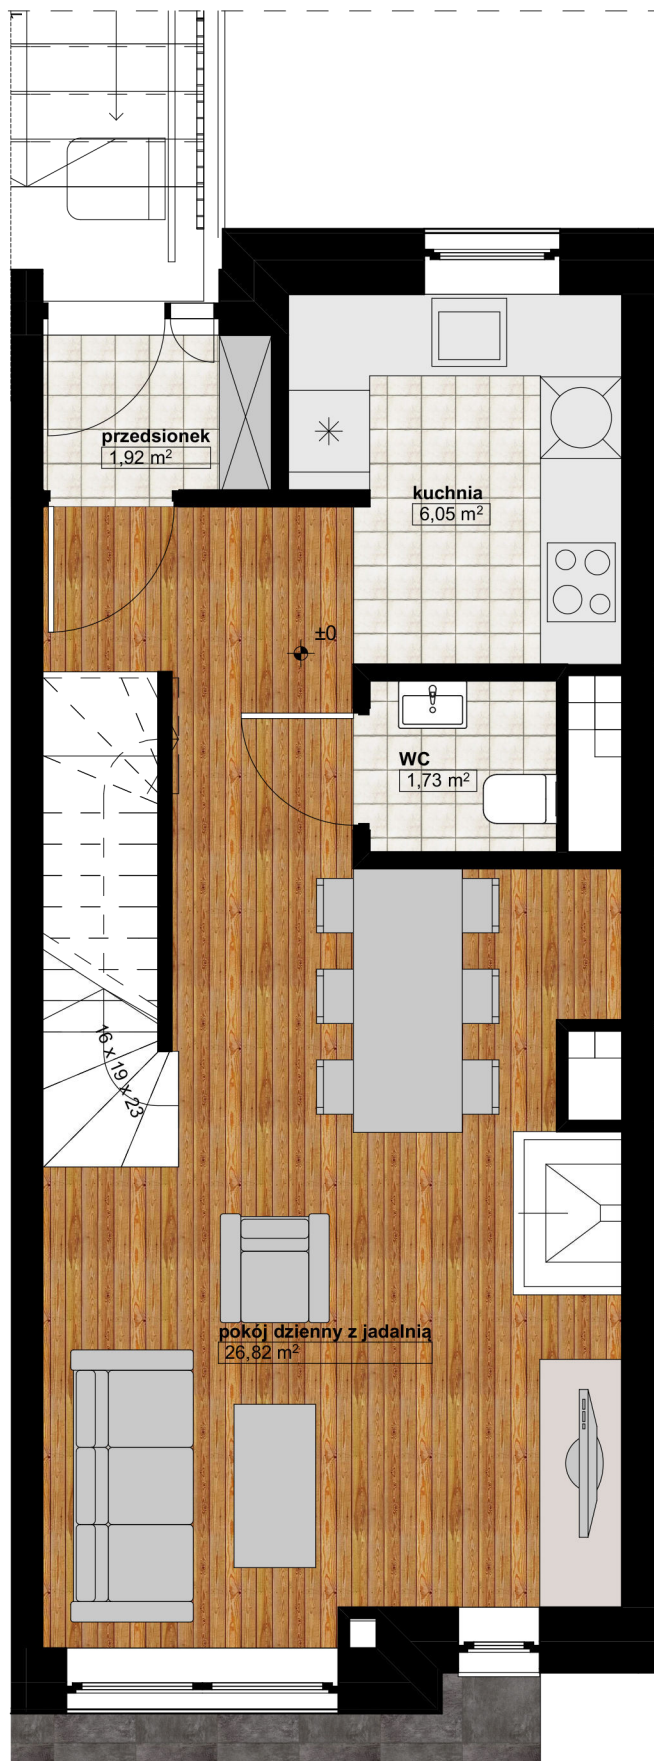 przedsionek
1,92 m²
kuchnia
6,05 m²
±0
WC
1,73 m²
16 x 19 x 23
pokój dzienny z jadalnią
26,82 m²